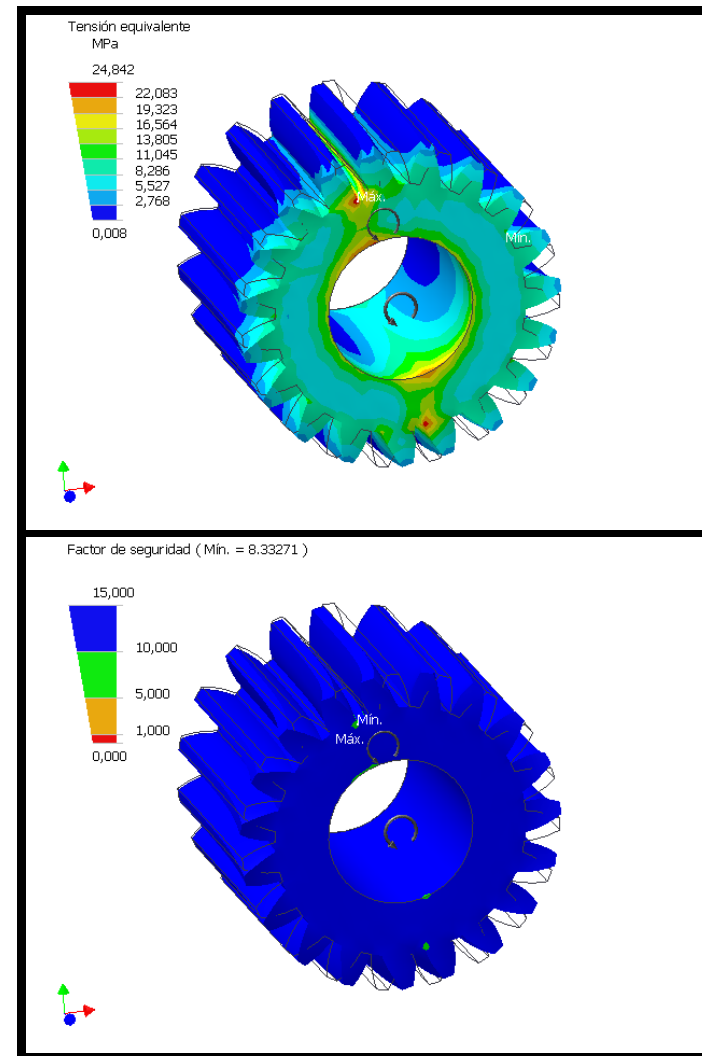 Tensión equivalente
MPa
24,842
22,083
19,323
16,564
13,805
11,045
8,286
5,527
2,768
0,008
Máx.
Mín.
Factor de seguridad ( Mín. = 8.33271 )
15,000
10,000
5,000
1,000
0,000
Mín.
Máx.